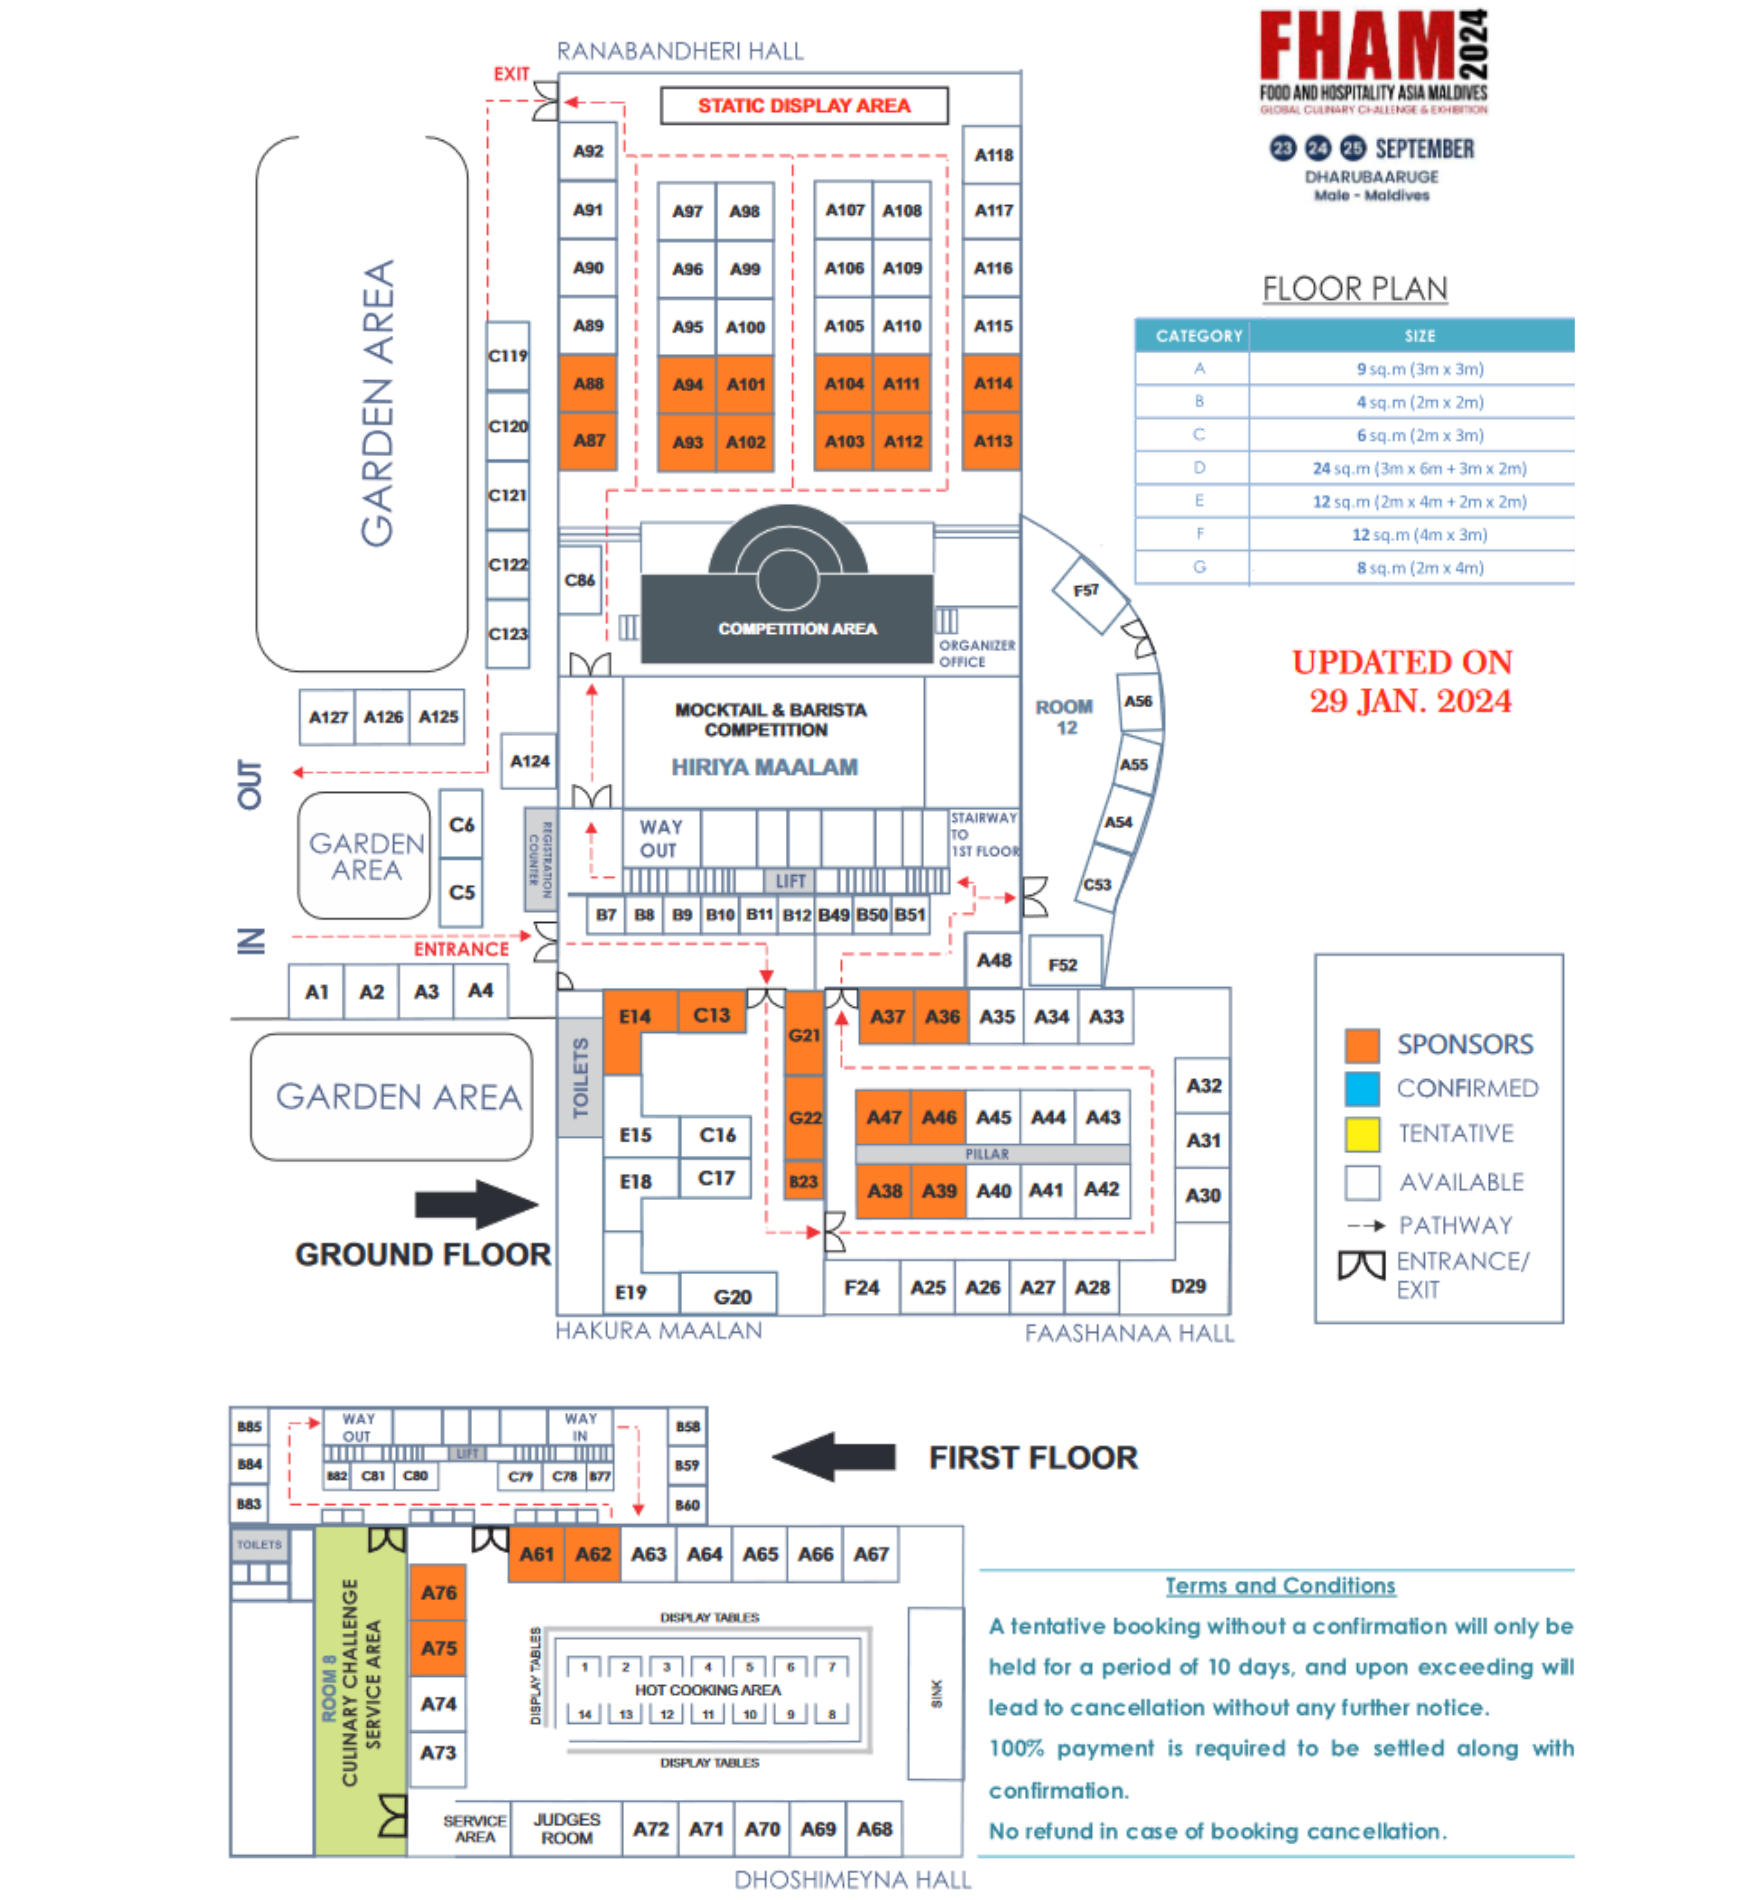 FHAM 2024
FOOD AND HOSPITALITY ASIA MALDIVES
GLOBAL CULINARY CHALLENGE & EXHIBITION
23 24 25 SEPTEMBER
DHARUBAARUGE
Male - Maldives
FLOOR PLAN
CATEGORY SIZE
A 9 sq.m (3m x 3m)
B 4 sq.m (2m x 2m)
C 6 sq.m (2m x 3m)
D 24 sq.m (3m x 6m + 3m x 2m)
E 12 sq.m (2m x 4m + 2m x 2m)
F 12 sq.m (4m x 3m)
G 8 sq.m (2m x 4m)
UPDATED ON
29 JAN. 2024
RANABANDHERI HALL
EXIT
STATIC DISPLAY AREA
A92 A118
A91 A97 A98 A107 A108 A117
A90 A96 A99 A106 A109 A116
A89 A95 A100 A105 A110 A115
A88 A94 A101 A104 A111 A114
A87 A93 A102 A103 A112 A113
GARDEN AREA
C119
C120
C121
C122
C123
C86
COMPETITION AREA
ORGANIZER
OFFICE
F57
A127 A126 A125
A124
MOCKTAIL & BARISTA
COMPETITION
HIRIYA MAALAM
ROOM
12
A56
A55
A54
C53
OUT
GARDEN
AREA
C6
C5
REGISTRATION
COUNTER
WAY
OUT
LIFT
STAIRWAY
TO
1ST FLOOR
B7 B8 B9 B10 B11 B12 B49 B50 B51
IN
ENTRANCE
A48 F52
A1 A2 A3 A4
GARDEN AREA
TOILETS
E14 C13
G21
A37 A36 A35 A34 A33
A32
G22
A47 A46 A45 A44 A43
E15 C16
PILLAR
A31
E18 C17
B23
A38 A39 A40 A41 A42
A30
GROUND FLOOR
E19 G20
F24 A25 A26 A27 A28 D29
HAKURA MAALAN
FAASHANAA HALL
SPONSORS
CONFIRMED
TENTATIVE
AVAILABLE
PATHWAY
ENTRANCE/
EXIT
FIRST FLOOR
B85
B84
B83
WAY
OUT
WAY
IN
LIFT
B82 C81 C80 C79 C78 B77
B58
B59
B60
TOILETS
ROOM 8
CULINARY CHALLENGE
SERVICE AREA
A61 A62 A63 A64 A65 A66 A67
A76
A75
A74
A73
DISPLAY TABLES
DISPLAY TABLES
1 2 3 4 5 6 7
HOT COOKING AREA
14 13 12 11 10 9 8
DISPLAY TABLES
SINK
SERVICE
AREA
JUDGES
ROOM
A72 A71 A70 A69 A68
DHOSHIMEYNA HALL
Terms and Conditions
A tentative booking without a confirmation will only be
held for a period of 10 days, and upon exceeding will
lead to cancellation without any further notice.
100% payment is required to be settled along with
confirmation.
No refund in case of booking cancellation.